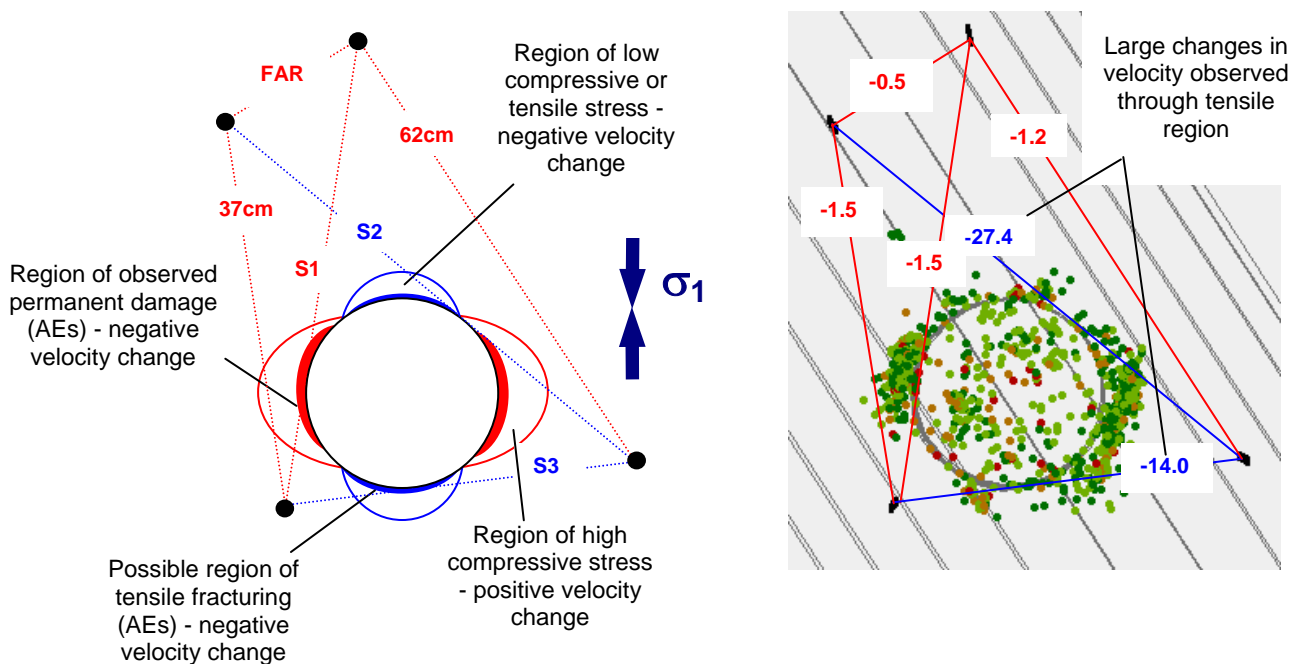 FAR
Region of low
compressive or
tensile stress -
negative velocity
change
62cm
37cm
S2
S1
Region of observed
permanent damage
(AEs) - negative
velocity change
σ1
S3
Possible region of
tensile fracturing
(AEs) - negative
velocity change
Region of high
compressive stress
- positive velocity
change
Large changes in
velocity observed
through tensile
region
-0.5
-1.2
-1.5
-27.4
-1.5
-14.0